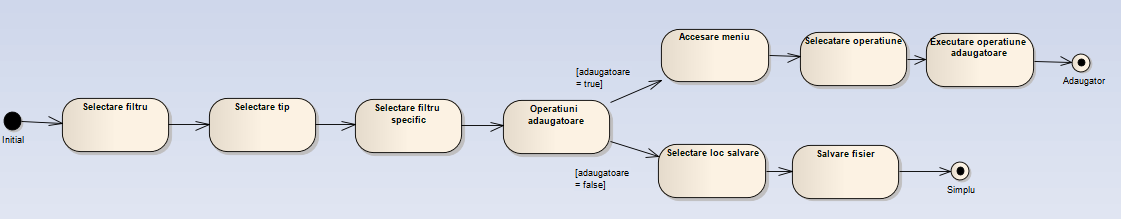 Initial
Selectare filtru
Selectare tip
Selectare filtru
specific
Operatiuni
adaugatoare
[adaugatoare
= true]
Accesare meniu
Selecatare operatiune
Executare operatiune
adaugatoare
Adaugator
[adaugatoare
= false]
Selectare loc salvare
Salvare fisier
Simplu